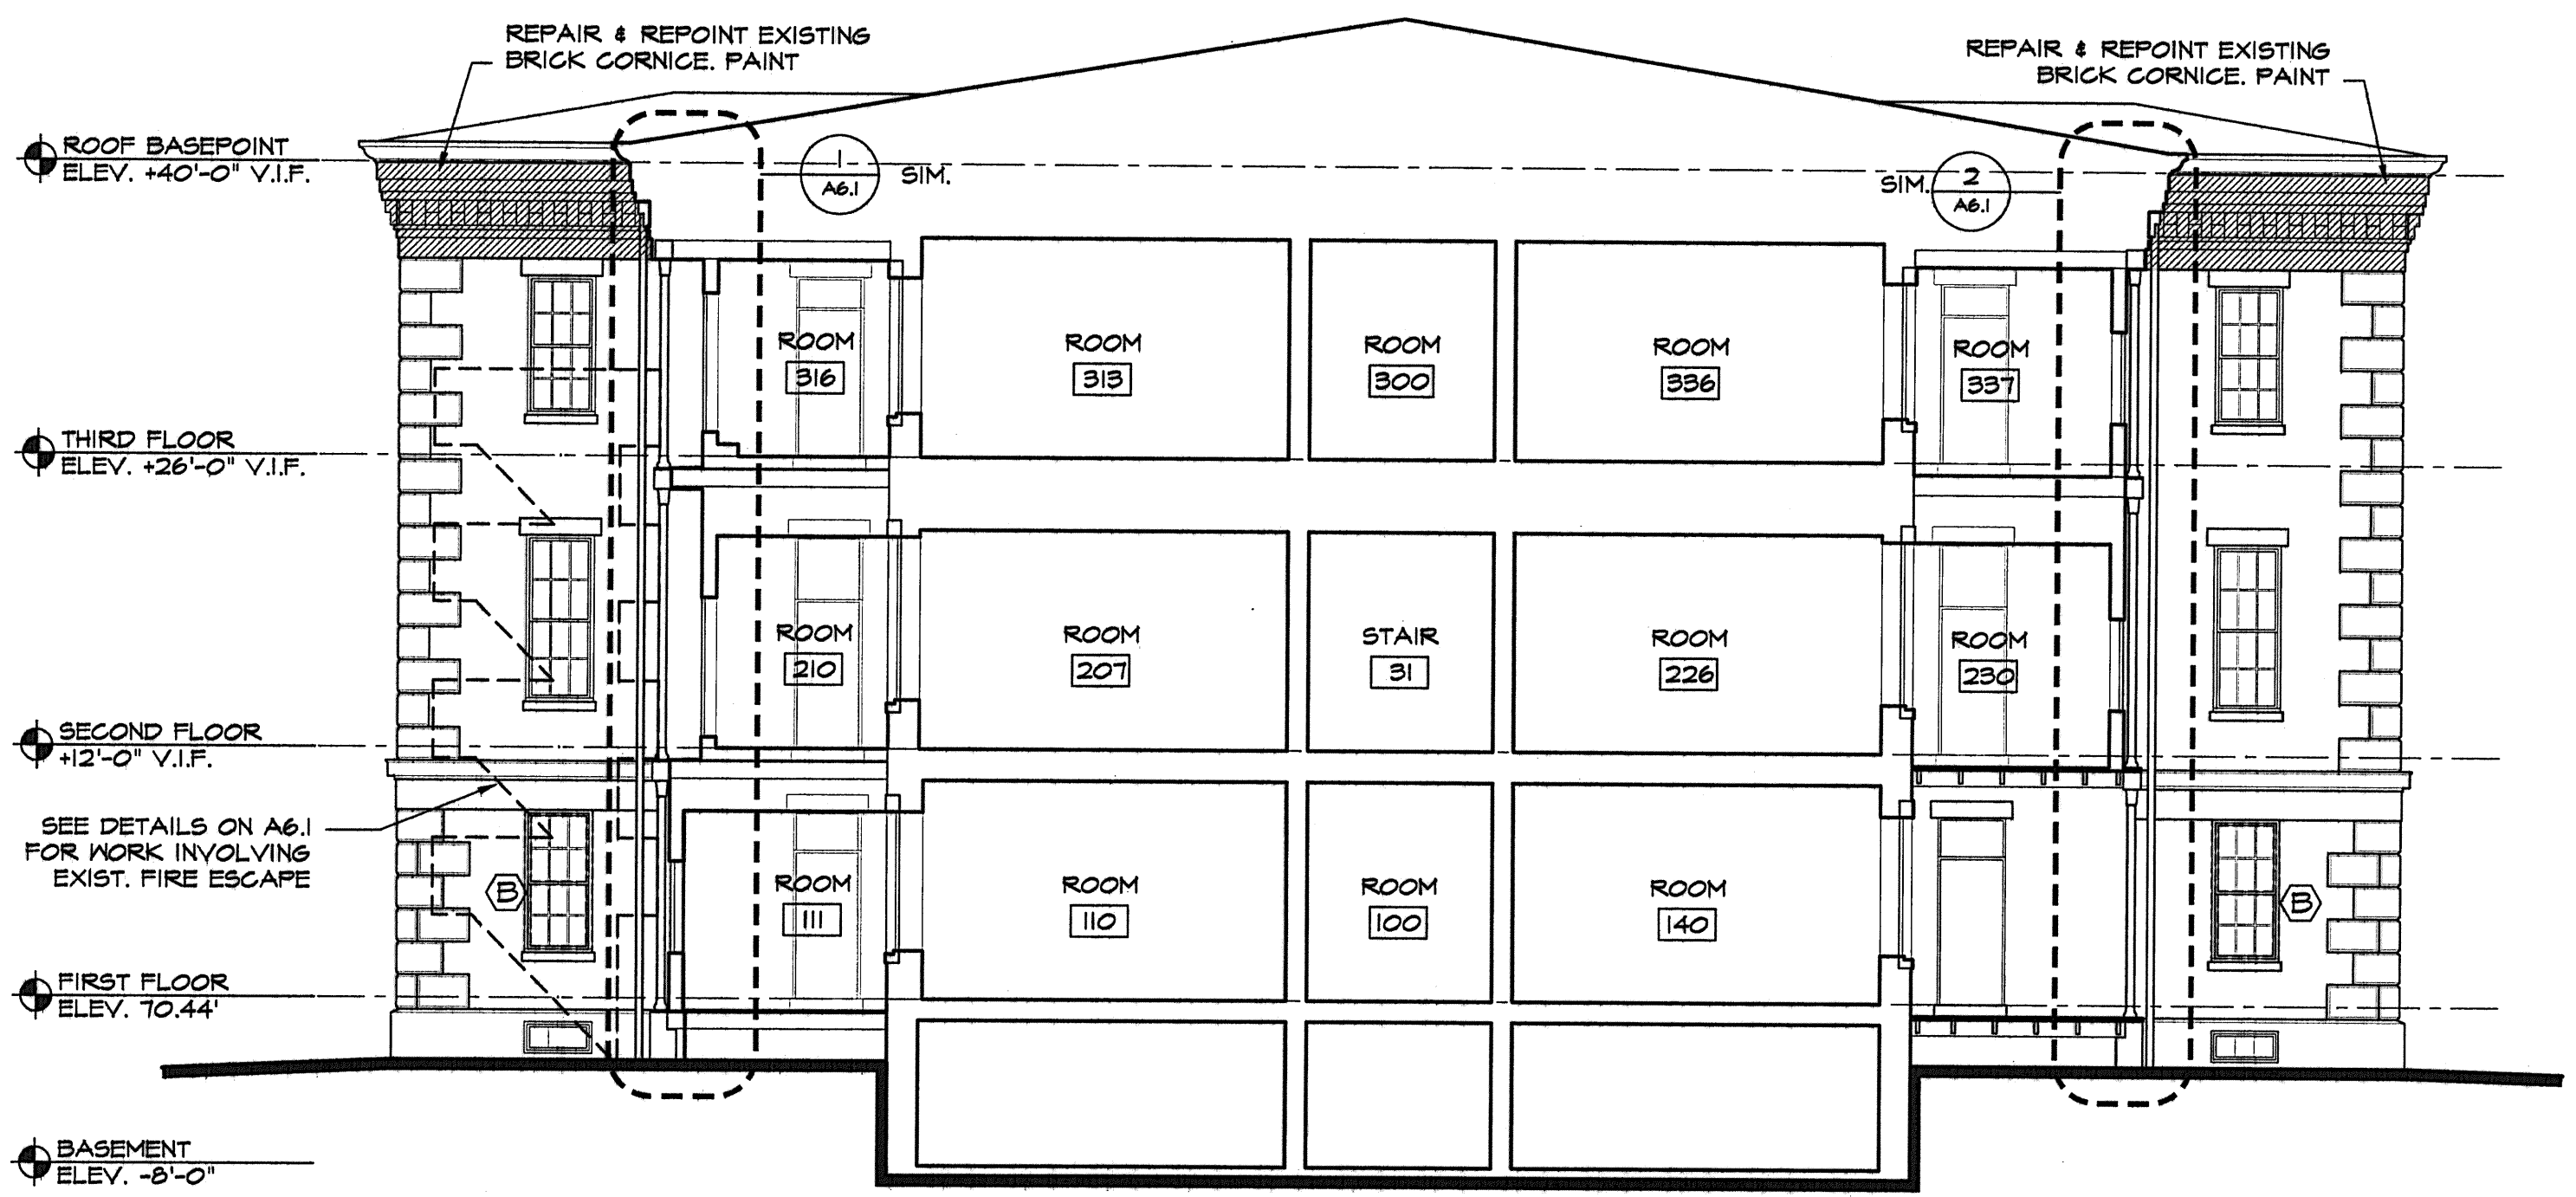 REPAIR & REPOINT EXISTING
BRICK CORNICE. PAINT
REPAIR & REPOINT EXISTING
BRICK CORNICE. PAINT
ROOF BASEPOINT
ELEV. +40'-0" V.I.F.
1
A6.1
SIM.
SIM.
2
A6.1
ROOM
316
ROOM
313
ROOM
300
ROOM
336
ROOM
337
THIRD FLOOR
ELEV. +26'-0" V.I.F.
ROOM
210
ROOM
207
STAIR
31
ROOM
226
ROOM
230
SECOND FLOOR
+12'-0" V.I.F.
SEE DETAILS ON A6.1
FOR WORK INVOLVING
EXIST. FIRE ESCAPE
B
ROOM
111
ROOM
110
ROOM
100
ROOM
140
B
FIRST FLOOR
ELEV. 70.44'
BASEMENT
ELEV. -8'-0"